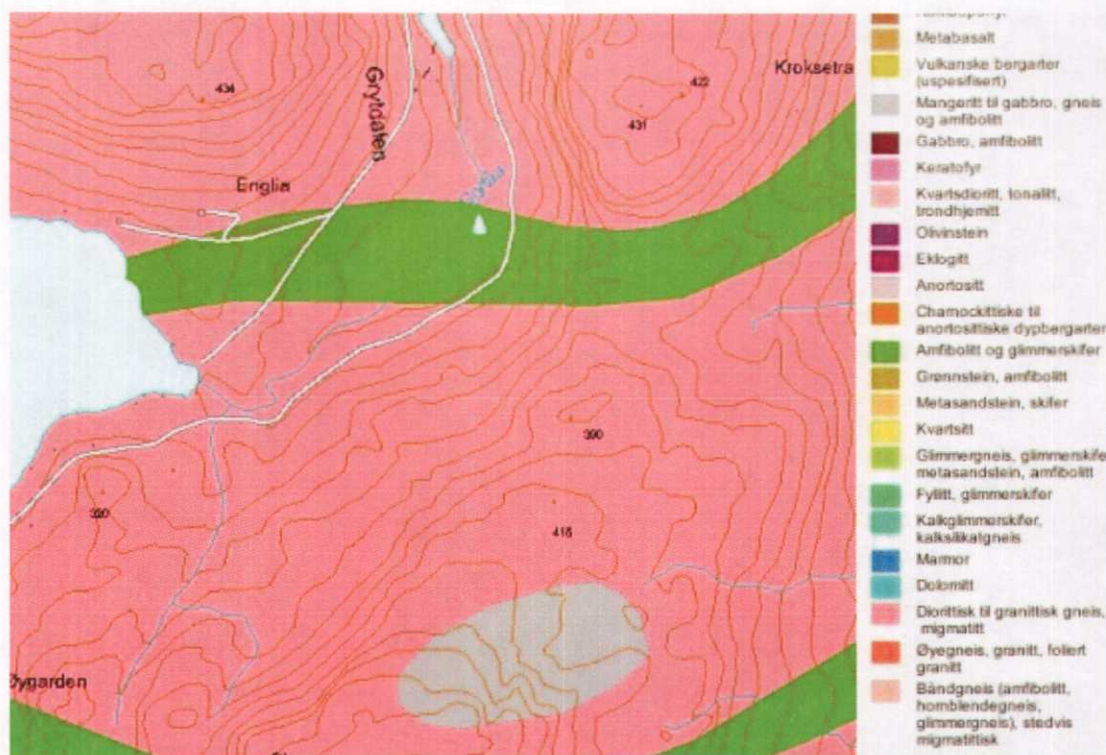 434
Grytdalen
422
431
Kroksetra
Englia
390
320
415
Øygarden
Metabasalt
Vulkanske bergarter
(uspesifisert)
Mangeritt til gabbro, gneis
og amfibolitt
Gabbro, amfibolitt
Keratofyr
Kvartsdioritt, tonalitt,
trondhjemitt
Olivinstein
Eklogitt
Anortositt
Charnockittiske til
anortosittiske dypbergarter
Amfibolitt og glimmerskifer
Grønnstein, amfibolitt
Metasandstein, skifer
Kvartsitt
Glimmergneis, glimmerskife
metasandstein, amfibolitt
Fyllitt, glimmerskifer
Kalkglimmerskifer,
kalksilikatgneis
Marmor
Dolomitt
Diorittisk til granittisk gneis,
migmatitt
Øyegneis, granitt, foliert
granitt
Båndgneis (amfibolitt,
hornblendegneis,
glimmergneis), stedvis
migmatittisk